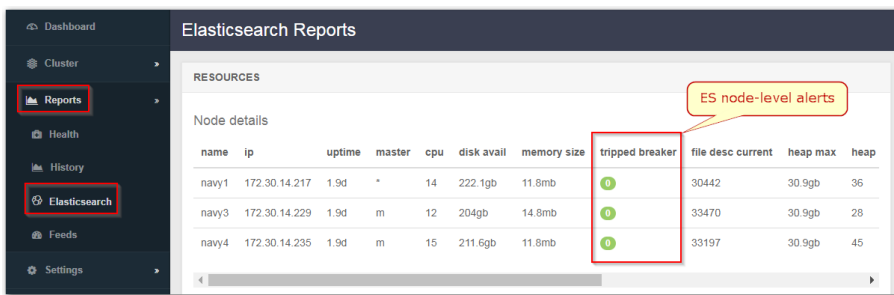 Dashboard
Elasticsearch Reports
Cluster »
RESOURCES
Reports »
ES node-level alerts
Health
Node details
History
name ip uptime master cpu disk avail memory size tripped breaker file desc current heap max heap
navy1 172.30.14.217 1.9d * 14 222.1gb 11.8mb 0 30442 30.9gb 36
Elasticsearch
navy3 172.30.14.229 1.9d m 12 204gb 14.8mb 0 33470 30.9gb 28
Feeds
navy4 172.30.14.235 1.9d m 15 211.6gb 11.8mb 0 33197 30.9gb 45
Settings »